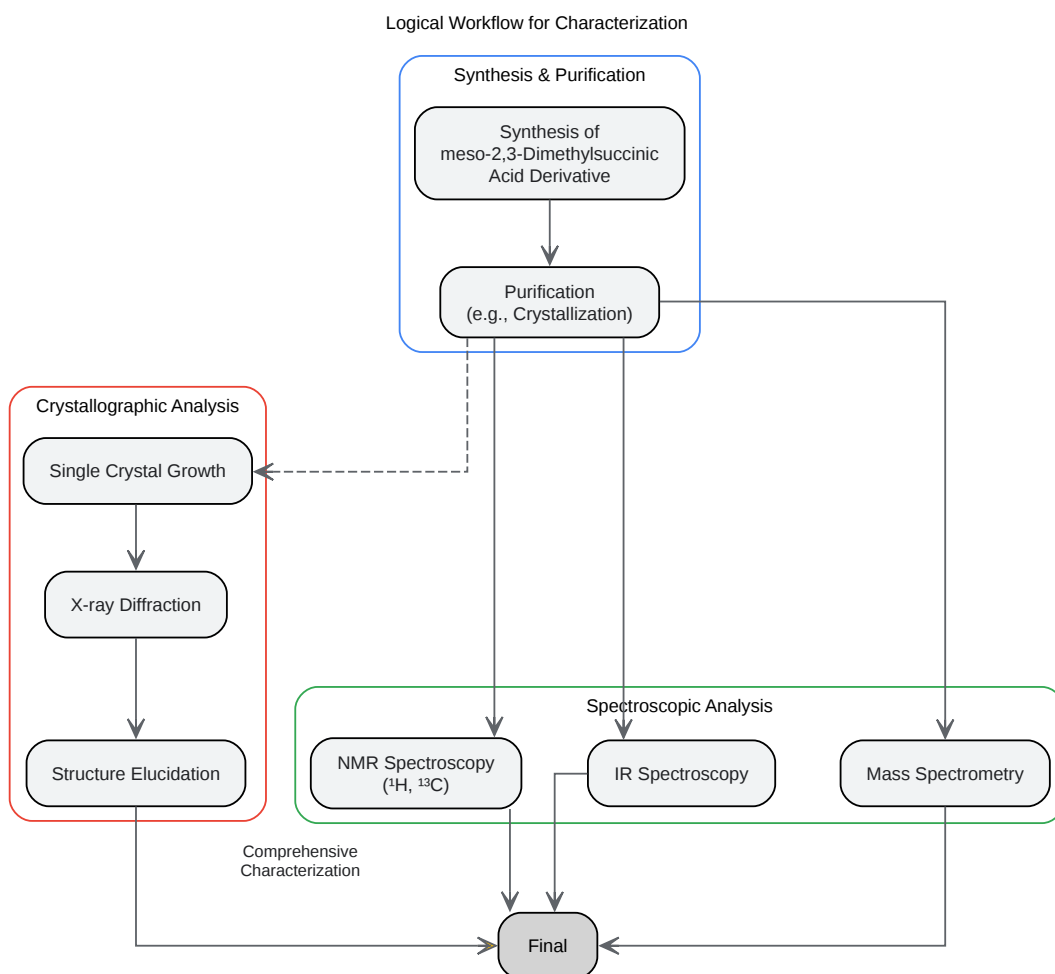 Logical Workflow for Characterization
Synthesis & Purification
Synthesis of
meso-2,3-Dimethylsuccinic
Acid Derivative
Purification
(e.g., Crystallization)
Crystallographic Analysis
Single Crystal Growth
X-ray Diffraction
Structure Elucidation
Spectroscopic Analysis
NMR Spectroscopy
(¹H, ¹³C)
IR Spectroscopy
Mass Spectrometry
Comprehensive
Characterization
Final